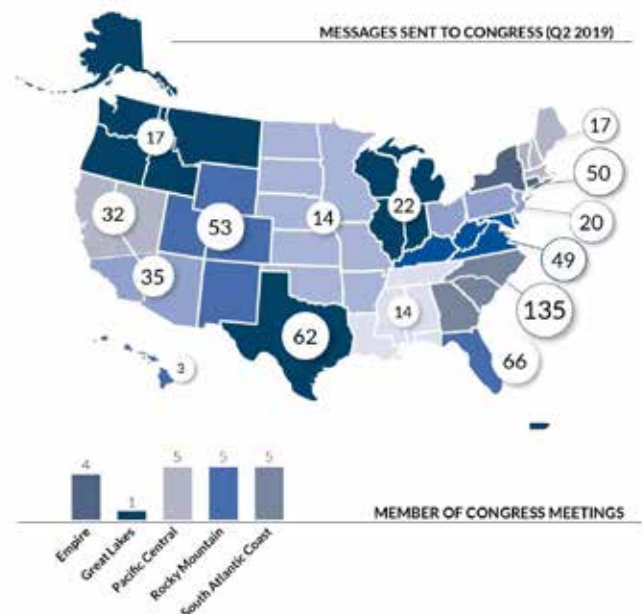 MESSAGES SENT TO CONGRESS (Q2 2019)
17
17
50
32
53
14
22
20
35
49
14
135
62
3
66
4
1
5
5
5
Empire
Great Lakes
Pacific Central
Rocky Mountain
South Atlantic Coast
MEMBER OF CONGRESS MEETINGS